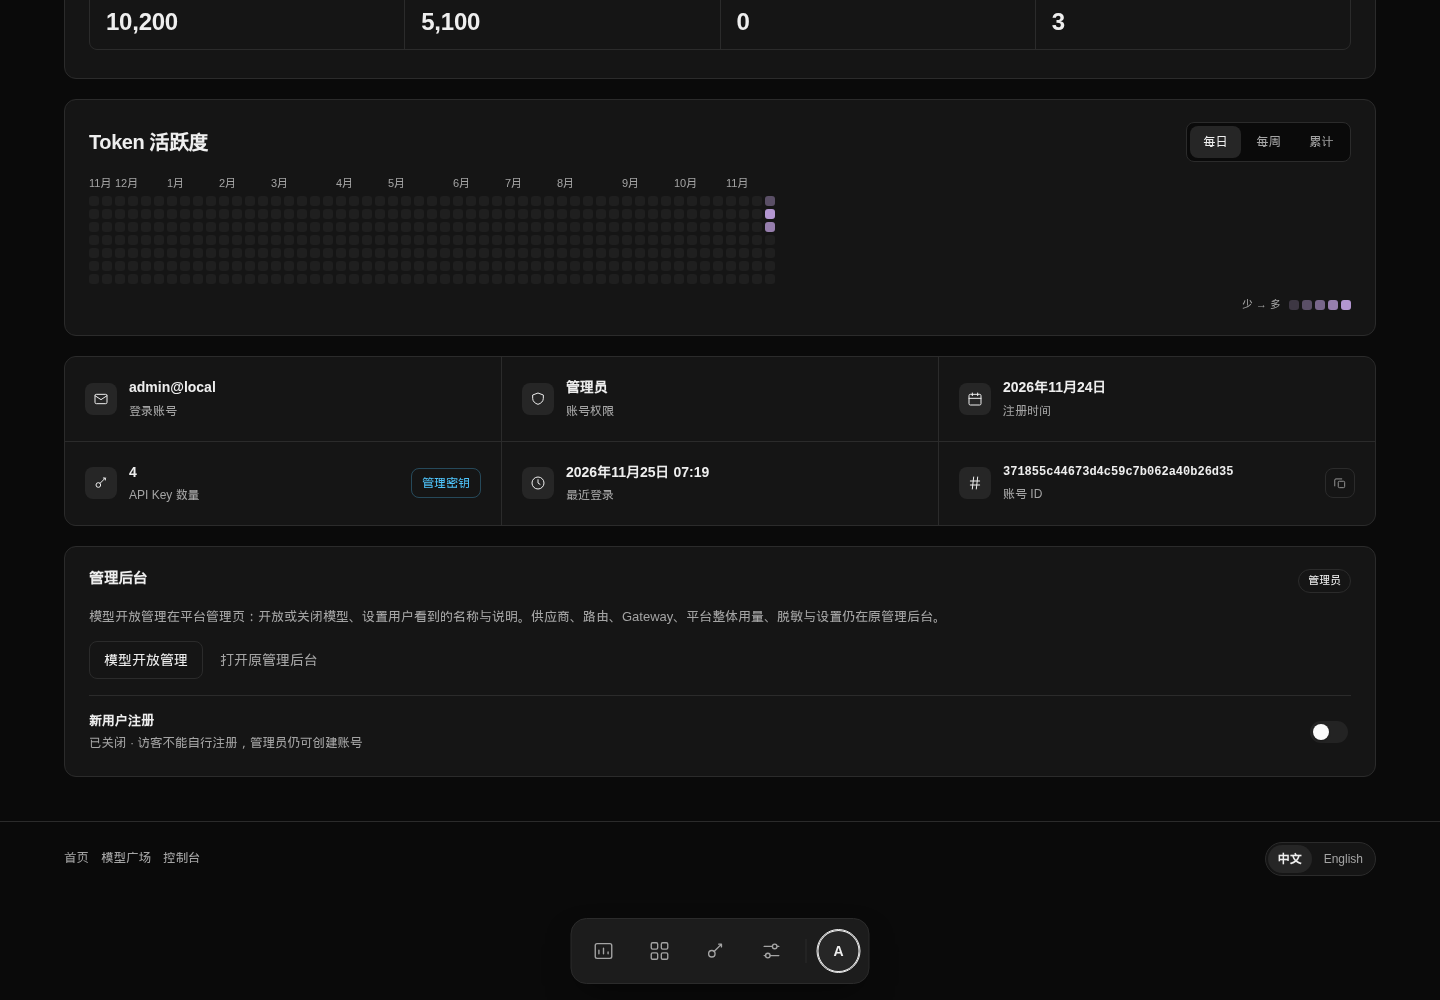 10,200 5,100 0 3
Token 活跃度
每日 每周 累计
11月 12月 1月 2月 3月 4月 5月 6月 7月 8月 9月 10月 11月
少 → 多
admin@local
登录账号
管理员
账号权限
2026年11月24日
注册时间
4
API Key 数量
管理密钥
2026年11月25日 07:19
最近登录
371855c44673d4c59c7b062a40b26d35
账号 ID
管理后台
管理员
模型开放管理在平台管理页：开放或关闭模型、设置用户看到的名称与说明。供应商、路由、Gateway、平台整体用量、脱敏与设置仍在原管理后台。
模型开放管理 打开原管理后台
新用户注册
已关闭 · 访客不能自行注册，管理员仍可创建账号
首页 模型广场 控制台
中文 English
A